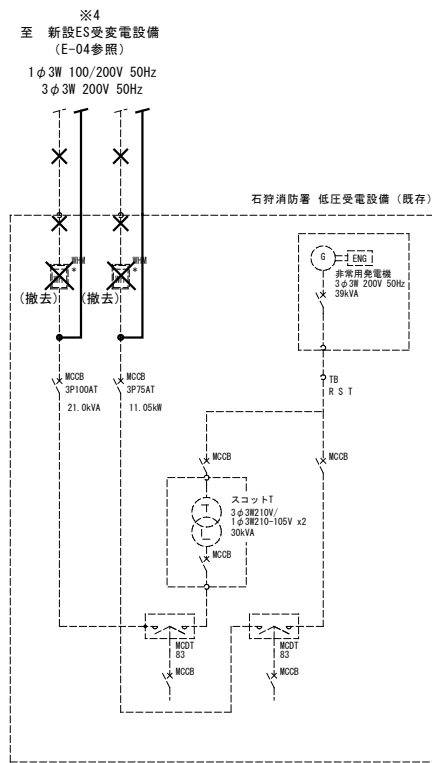 ※4
至 新設ES受変電設備
(E-04参照)
1φ3W 100/200V 50Hz
3φ3W 200V 50Hz
石狩消防署 低圧受電設備(既存)
WHM
*
WHM
*
(撤去)
(撤去)
G
ENG
非常用発電機
3φ3W 200V 50Hz
39kVA
TB
R S T
MCCB
3P100AT
21.0kVA
MCCB
3P75AT
11.05kW
MCCB
MCCB
スコットT
3φ3W210V/
1φ3W210-105V x2
30kVA
MCCB
MCDT
83
MCCB
MCDT
83
MCCB